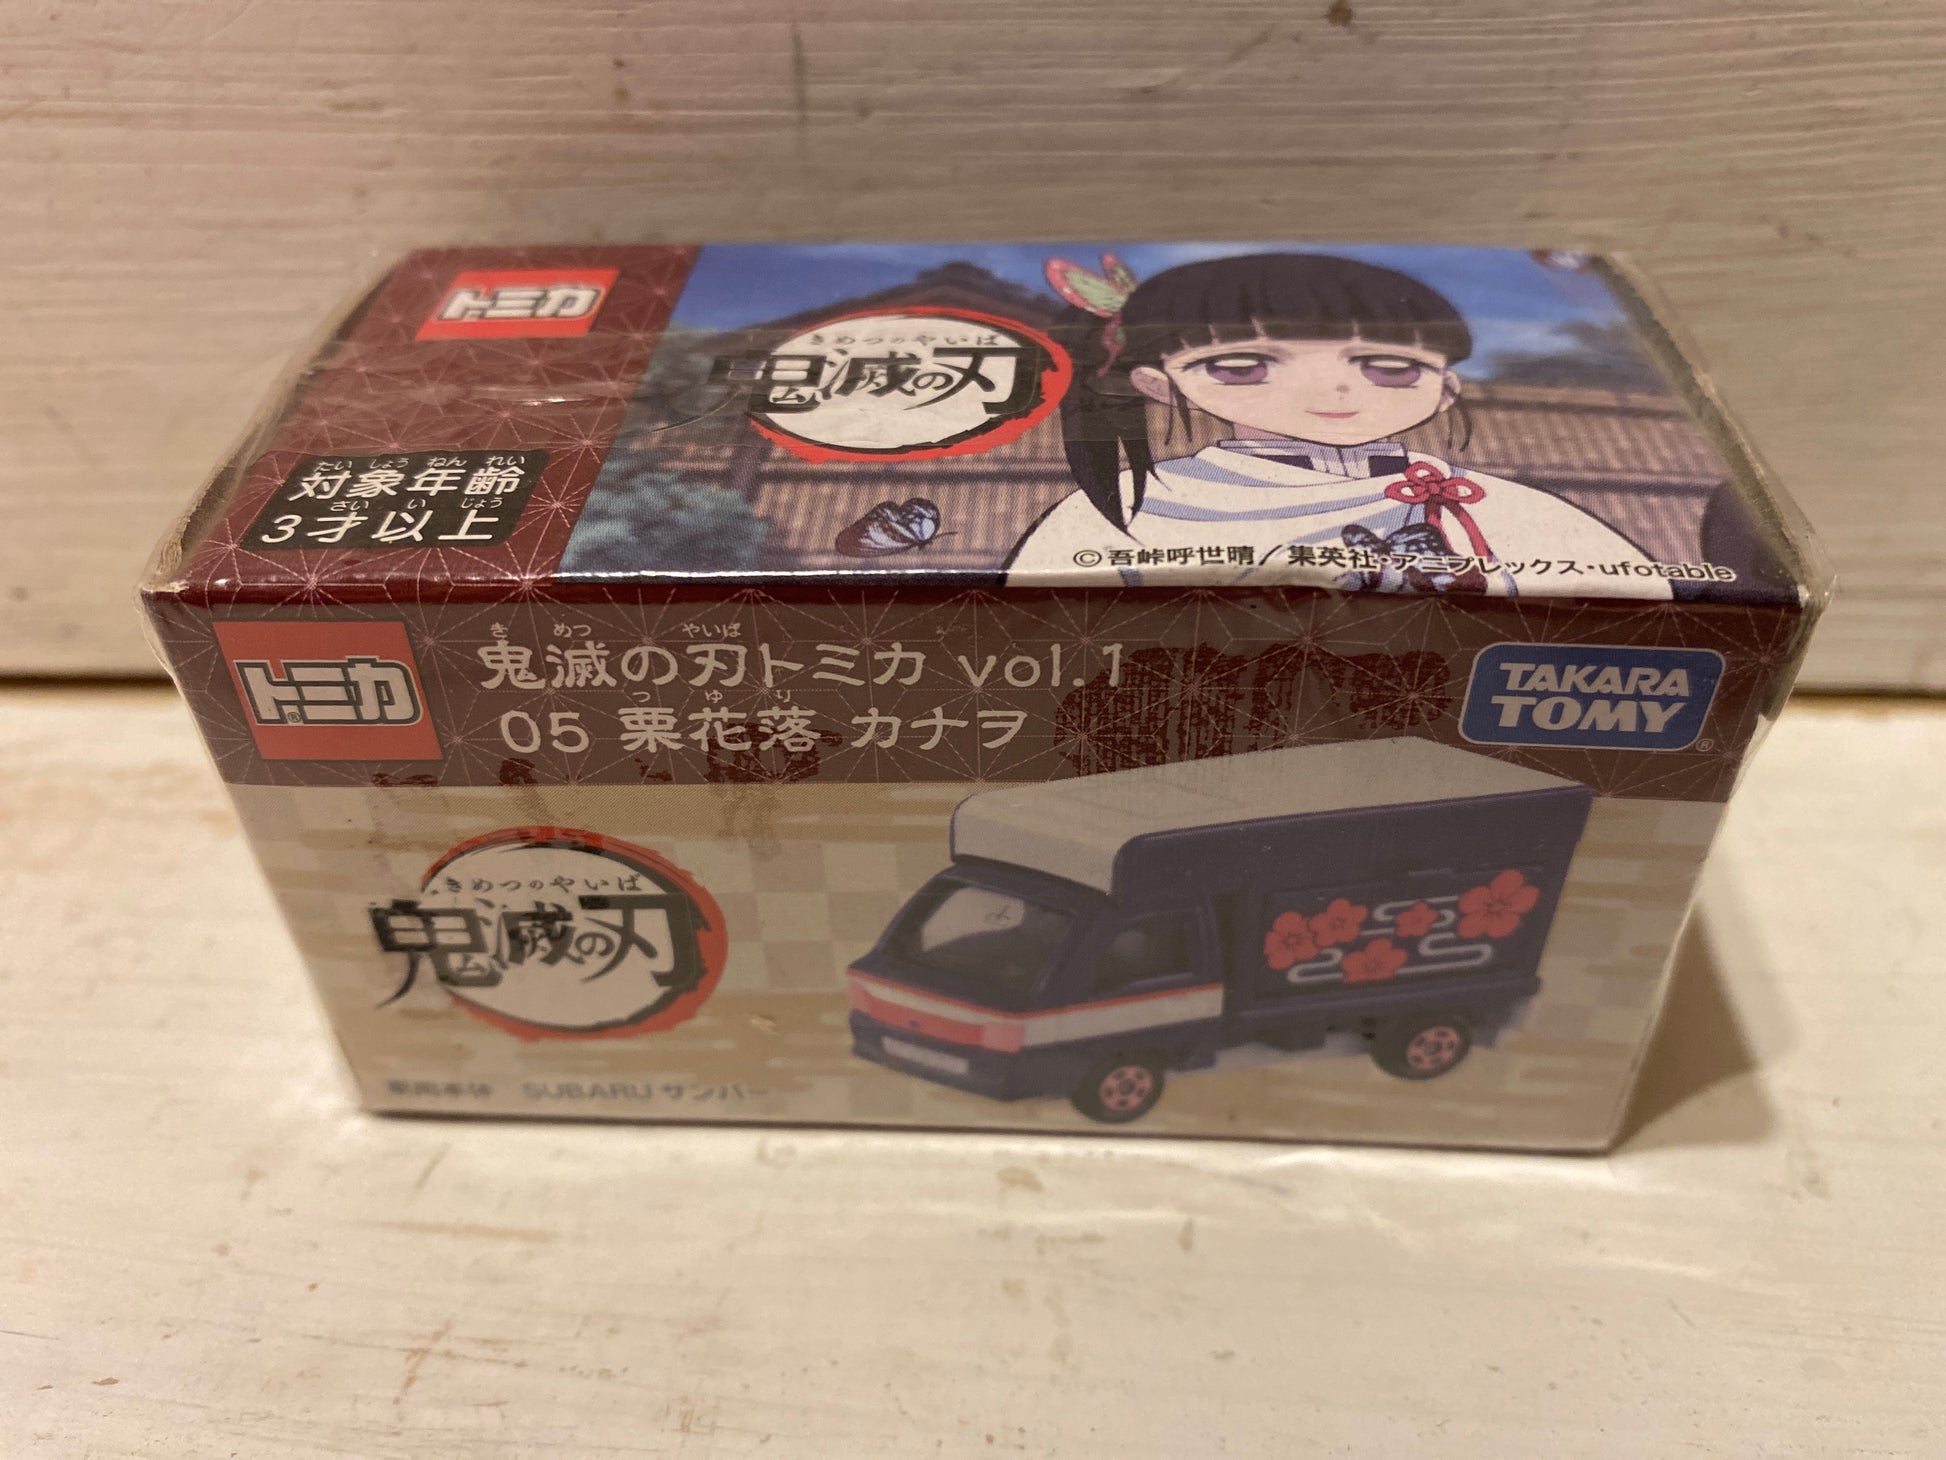 トミカ
きめつのやいば
鬼滅の刃
たいしょうねんれい
対象年齢
さいいじょう
3才以上
©吾峠呼世晴／集英社・アニプレックス・ufotable
トミカ®
きめつ やいば
鬼滅の刃トミカ vol.1
つゆり
05 栗花落 カナヲ
TAKARA
TOMY®
きめつのやいば
鬼滅の刃
車両本体 SUBARU サンバー